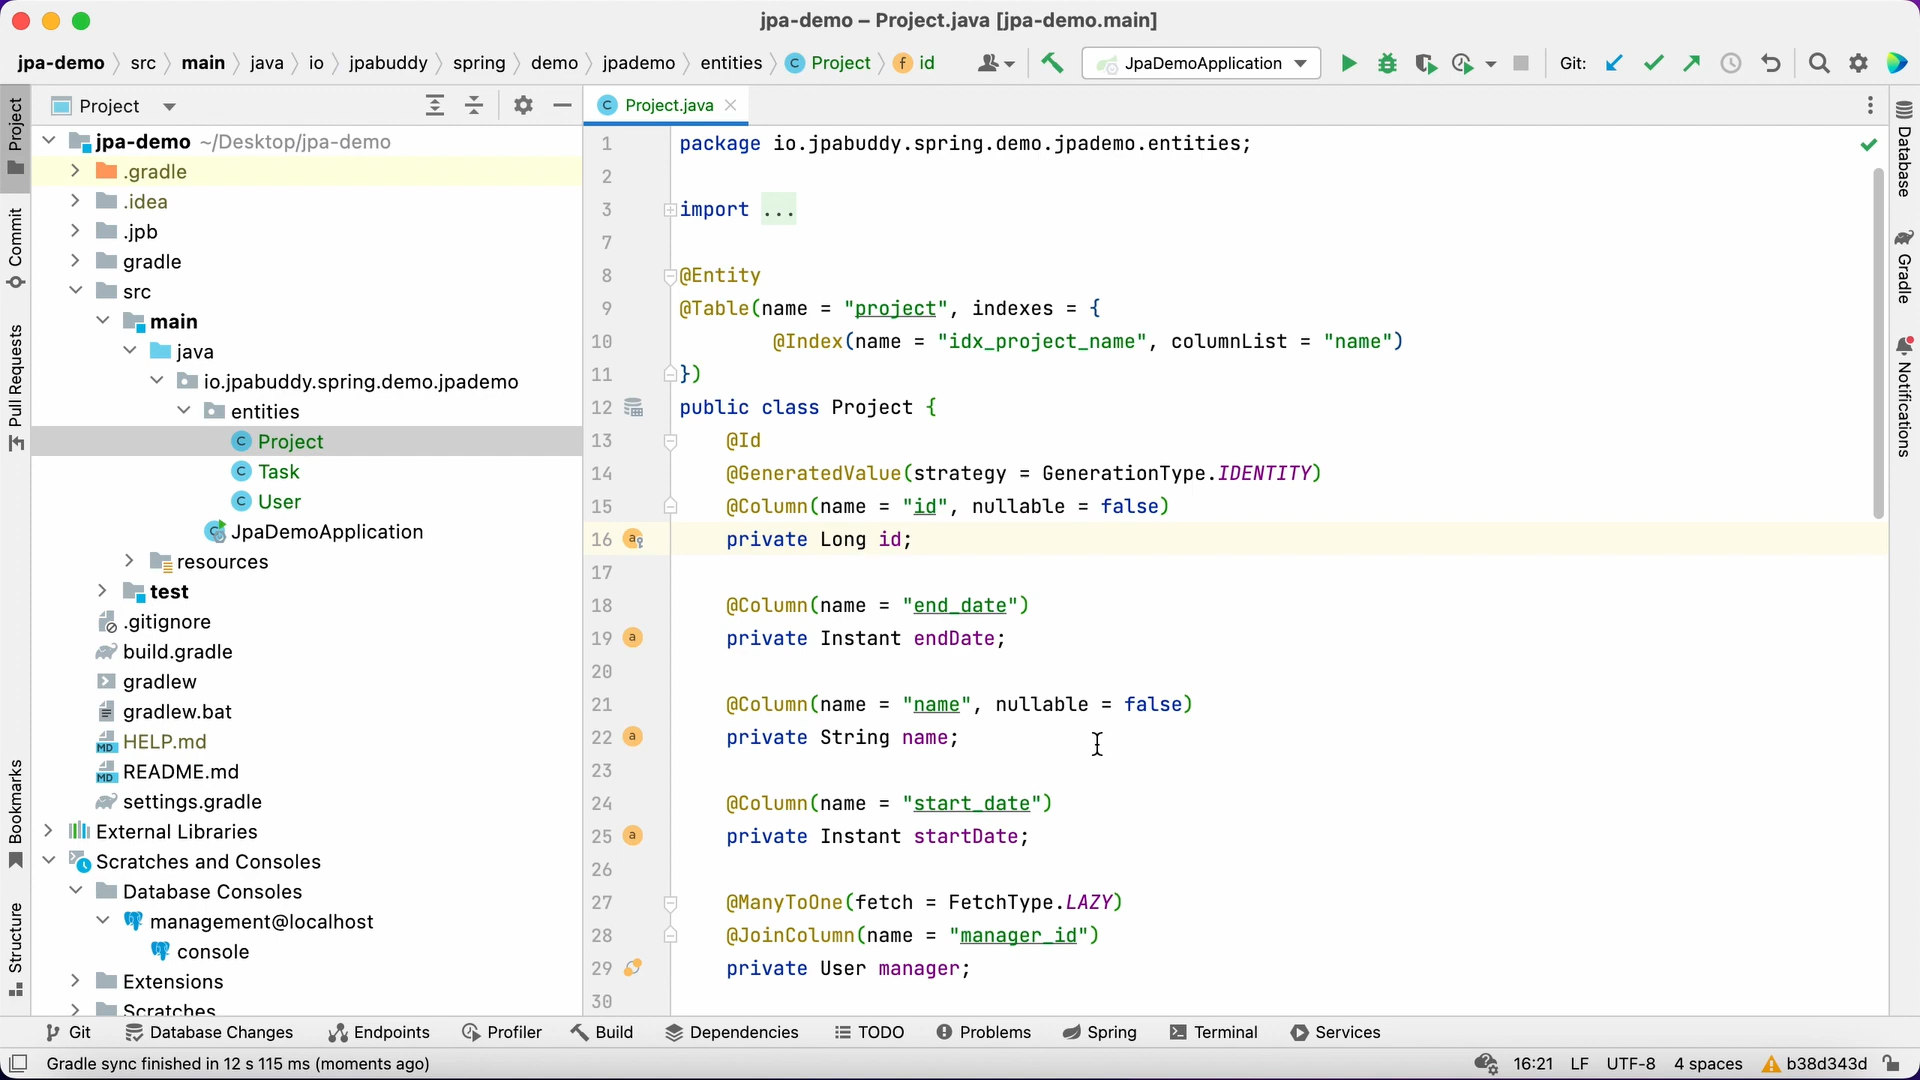 jpa-demo – Project.java [jpa-demo.main]
jpa-demo src main java io jpabuddy spring demo jpademo entities Project id
JpaDemoApplication
Git:
Project
Project.java
Project
Commit
Pull Requests
Bookmarks
Structure
jpa-demo ~/Desktop/jpa-demo
.gradle
.idea
.jpb
gradle
src
main
java
io.jpabuddy.spring.demo.jpademo
entities
Project
Task
User
JpaDemoApplication
resources
test
.gitignore
build.gradle
gradlew
gradlew.bat
HELP.md
README.md
settings.gradle
External Libraries
Scratches and Consoles
Database Consoles
management@localhost
console
Extensions
Scratches
1 package io.jpabuddy.spring.demo.jpademo.entities;
2
3 import ...
7
8 @Entity
9 @Table(name = "project", indexes = {
10 @Index(name = "idx_project_name", columnList = "name")
11 })
12 public class Project {
13 @Id
14 @GeneratedValue(strategy = GenerationType.IDENTITY)
15 @Column(name = "id", nullable = false)
16 private Long id;
17
18 @Column(name = "end_date")
19 private Instant endDate;
20
21 @Column(name = "name", nullable = false)
22 private String name;
23
24 @Column(name = "start_date")
25 private Instant startDate;
26
27 @ManyToOne(fetch = FetchType.LAZY)
28 @JoinColumn(name = "manager_id")
29 private User manager;
30
Database
Gradle
Notifications
Git Database Changes Endpoints Profiler Build Dependencies TODO Problems Spring Terminal Services
Gradle sync finished in 12 s 115 ms (moments ago)
16:21 LF UTF-8 4 spaces b38d343d